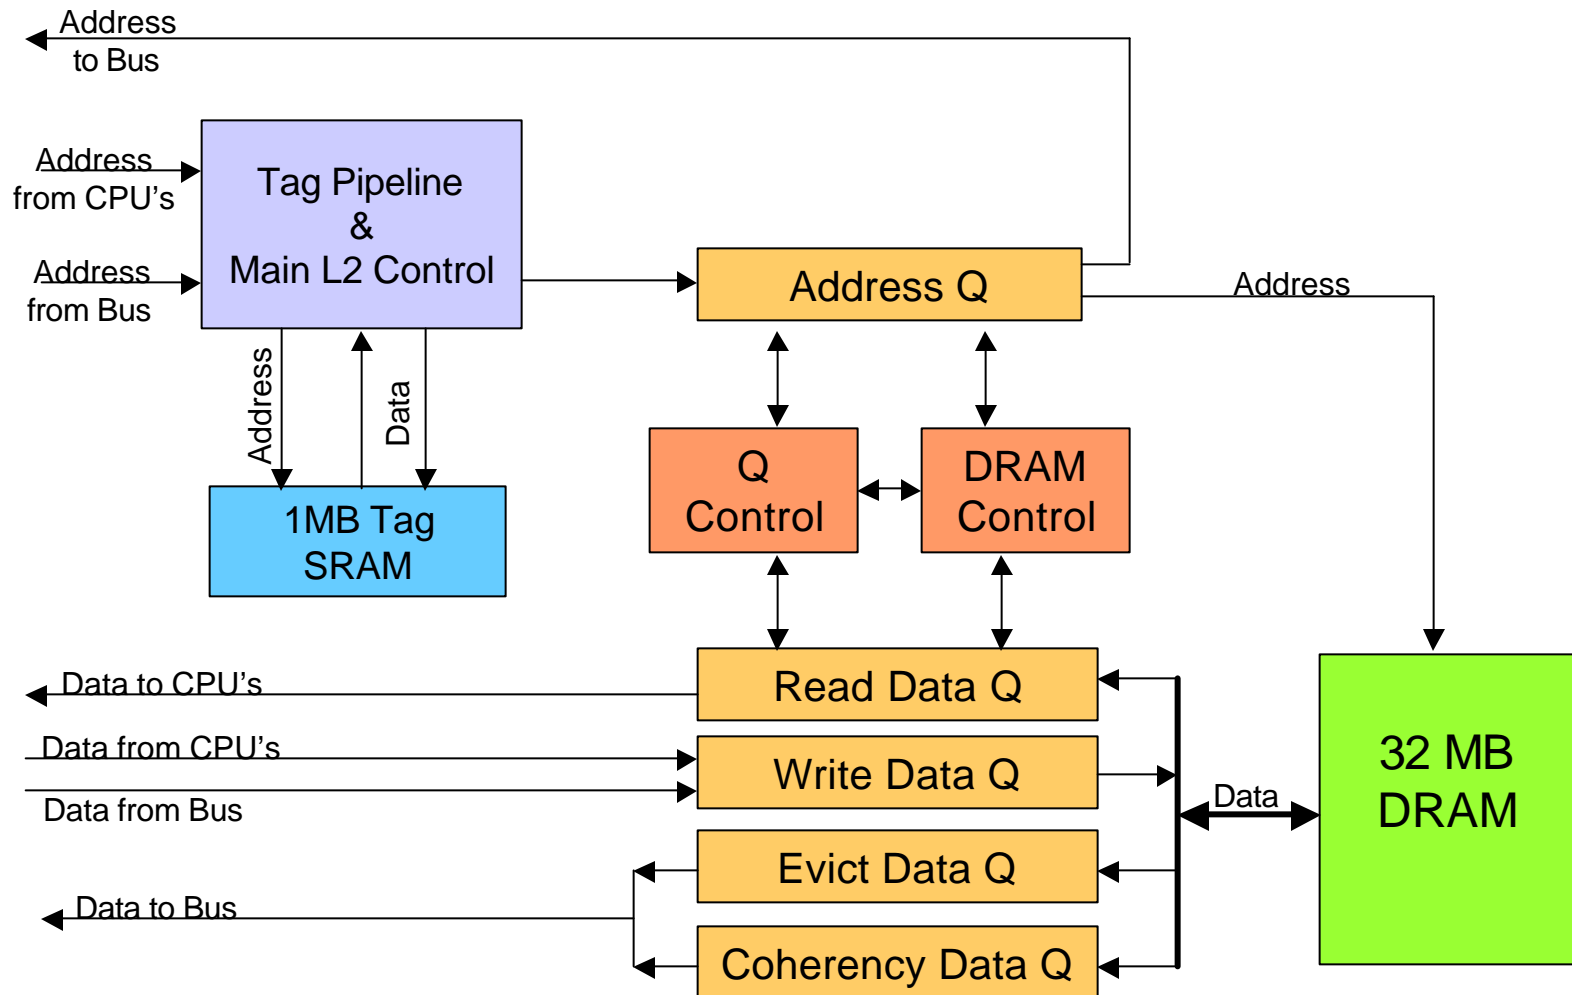 Address
to Bus
Address
from CPU's
Address
from Bus
Tag Pipeline
&
Main L2 Control
Address Q
Address
Address
Data
1MB Tag
SRAM
Q
Control
DRAM
Control
Data to CPU's
Read Data Q
Data from CPU's
Write Data Q
Data from Bus
Data
32 MB
DRAM
Evict Data Q
Data to Bus
Coherency Data Q